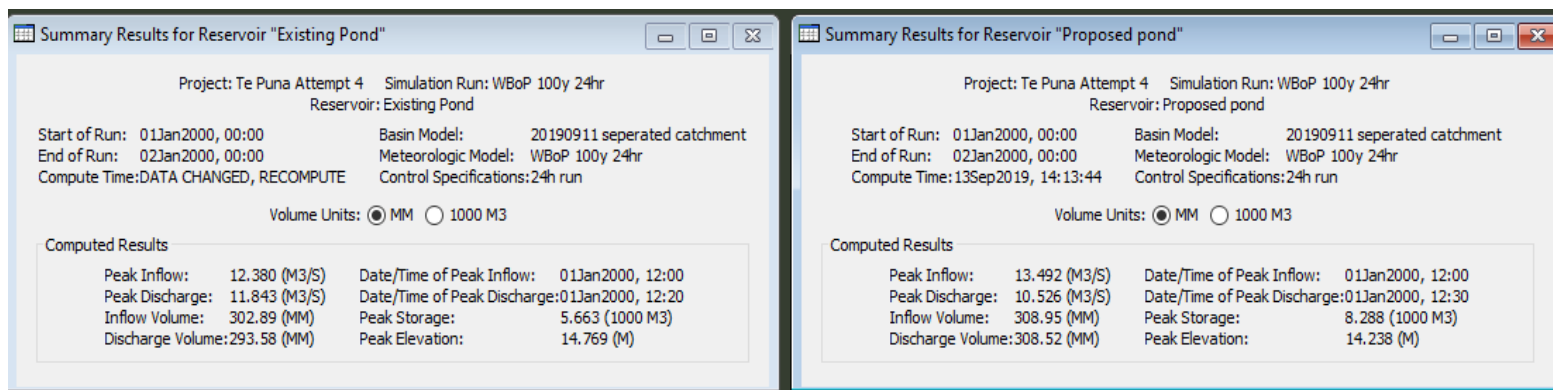 Summary Results for Reservoir "Existing Pond"
Project: Te Puna Attempt 4 Simulation Run: WBoP 100y 24hr
Reservoir: Existing Pond
Start of Run: 01Jan2000, 00:00 Basin Model: 20190911 seperated catchment
End of Run: 02Jan2000, 00:00 Meteorologic Model: WBoP 100y 24hr
Compute Time:DATA CHANGED, RECOMPUTE Control Specifications:24h run
Volume Units: MM 1000 M3
Computed Results
Peak Inflow: 12.380 (M3/S) Date/Time of Peak Inflow: 01Jan2000, 12:00
Peak Discharge: 11.843 (M3/S) Date/Time of Peak Discharge:01Jan2000, 12:20
Inflow Volume: 302.89 (MM) Peak Storage: 5.663 (1000 M3)
Discharge Volume:293.58 (MM) Peak Elevation: 14.769 (M)
Summary Results for Reservoir "Proposed pond"
Project: Te Puna Attempt 4 Simulation Run: WBoP 100y 24hr
Reservoir: Proposed pond
Start of Run: 01Jan2000, 00:00 Basin Model: 20190911 seperated catchment
End of Run: 02Jan2000, 00:00 Meteorologic Model: WBoP 100y 24hr
Compute Time:13Sep2019, 14:13:44 Control Specifications:24h run
Volume Units: MM 1000 M3
Computed Results
Peak Inflow: 13.492 (M3/S) Date/Time of Peak Inflow: 01Jan2000, 12:00
Peak Discharge: 10.526 (M3/S) Date/Time of Peak Discharge:01Jan2000, 12:30
Inflow Volume: 308.95 (MM) Peak Storage: 8.288 (1000 M3)
Discharge Volume:308.52 (MM) Peak Elevation: 14.238 (M)